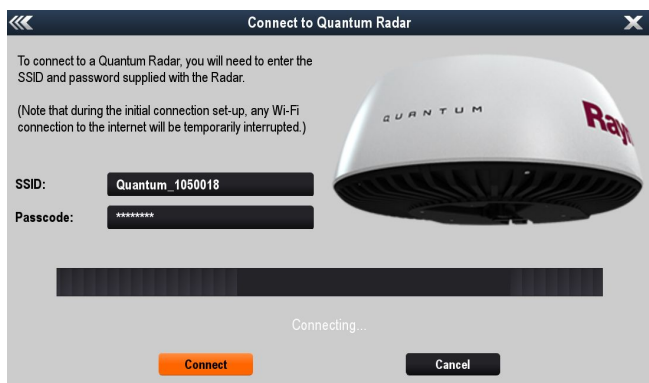 Connect to Quantum Radar
To connect to a Quantum Radar, you will need to enter the
SSID and password supplied with the Radar.
(Note that during the initial connection set-up, any Wi-Fi
connection to the internet will be temporarily interrupted.)
QUANTUM
Ray
SSID:
Quantum_1050018
Passcode:
********
Connecting...
Connect
Cancel